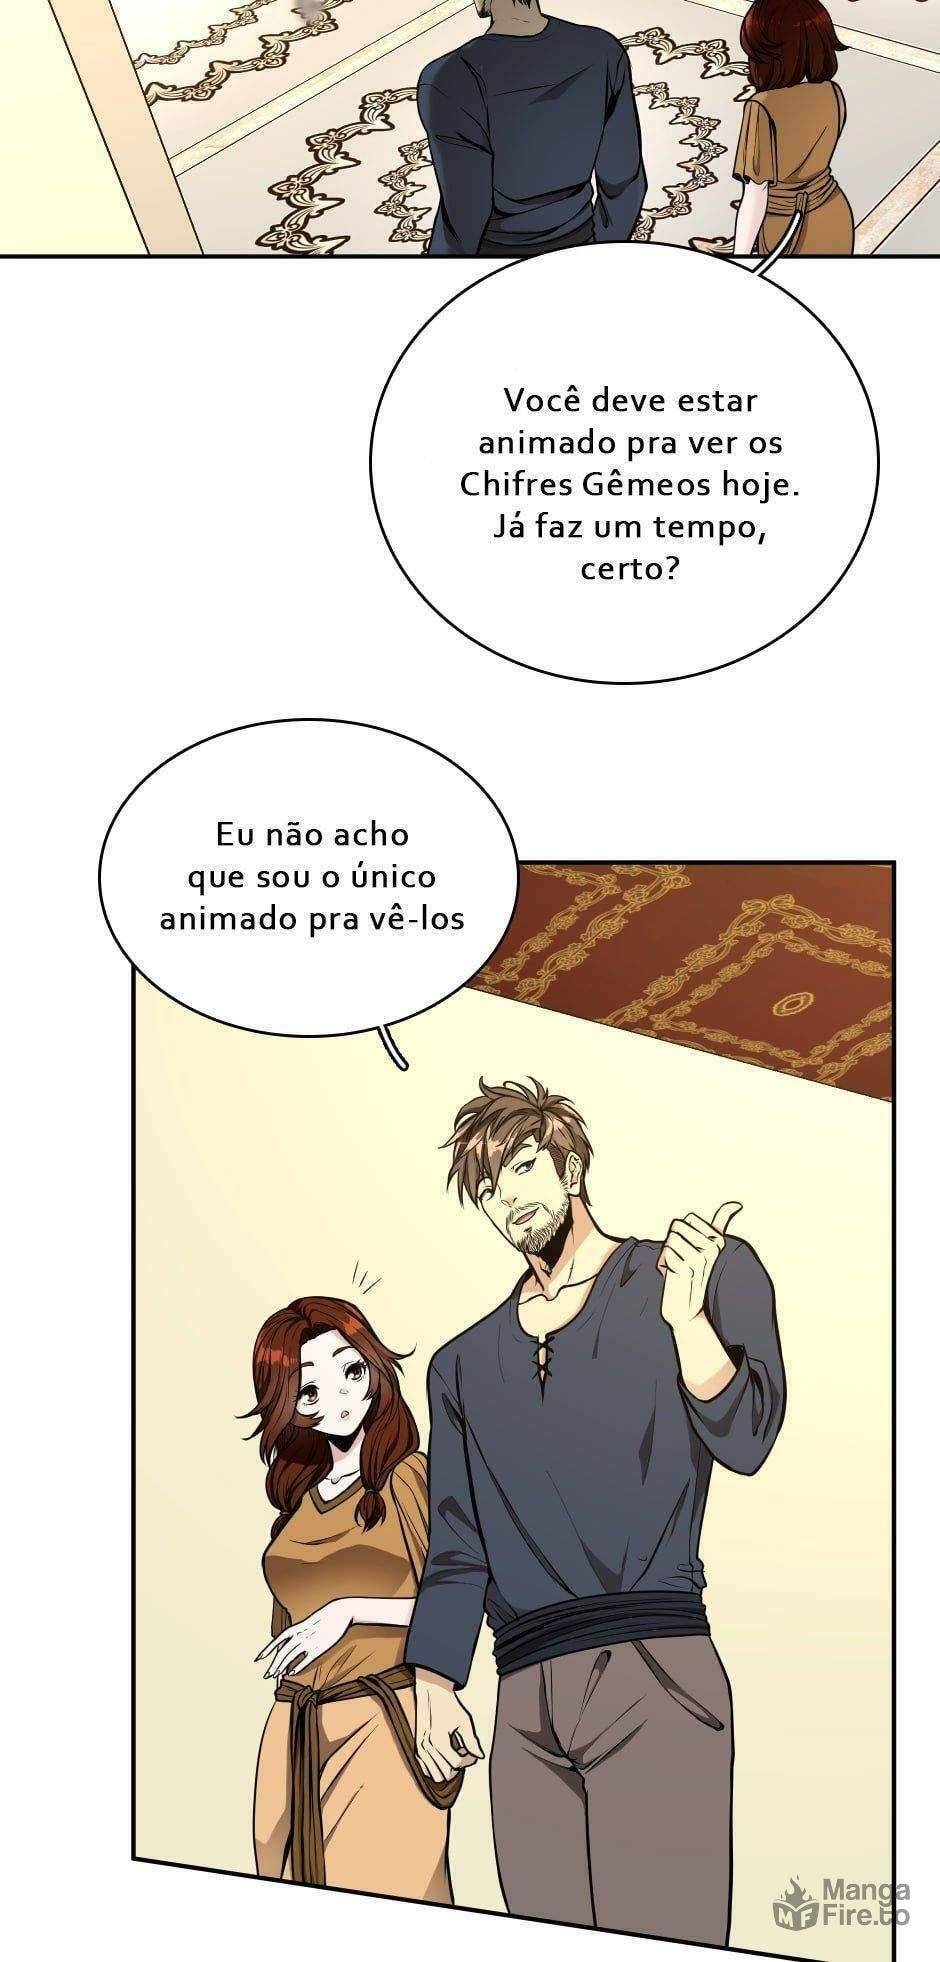 Você deve estar
animado pra ver os
Chifres Gêmeos hoje.
Já faz um tempo,
certo?
Eu não acho
que sou o único
animado pra vê-los
Manga
Fire.to
MF